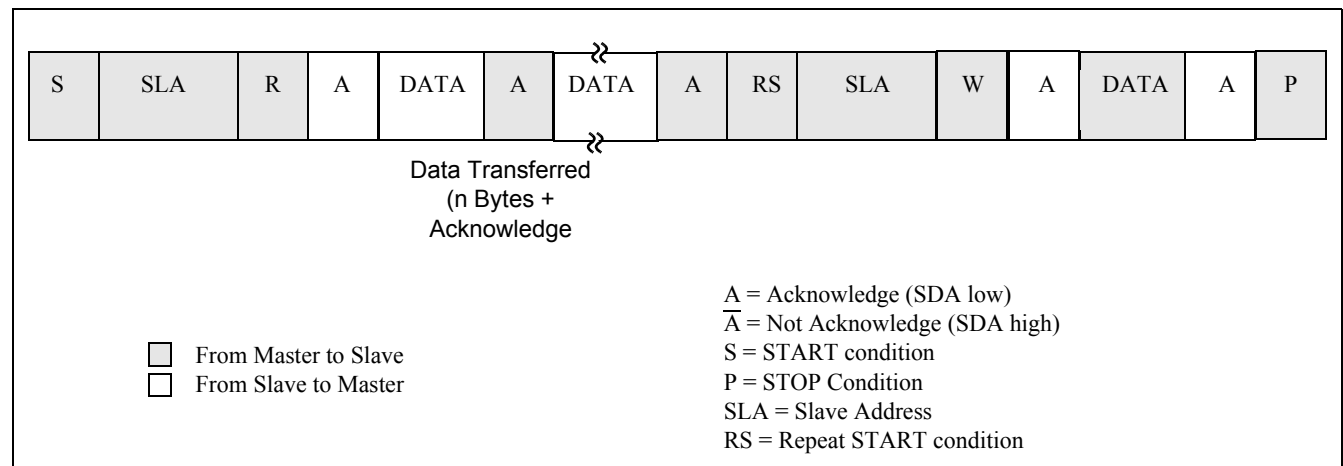 S SLA R A DATA A DATA A RS SLA W A DATA A P
Data Transferred
(n Bytes +
Acknowledge
From Master to Slave
From Slave to Master
A = Acknowledge (SDA low)
A̅ = Not Acknowledge (SDA high)
S = START condition
P = STOP Condition
SLA = Slave Address
RS = Repeat START condition